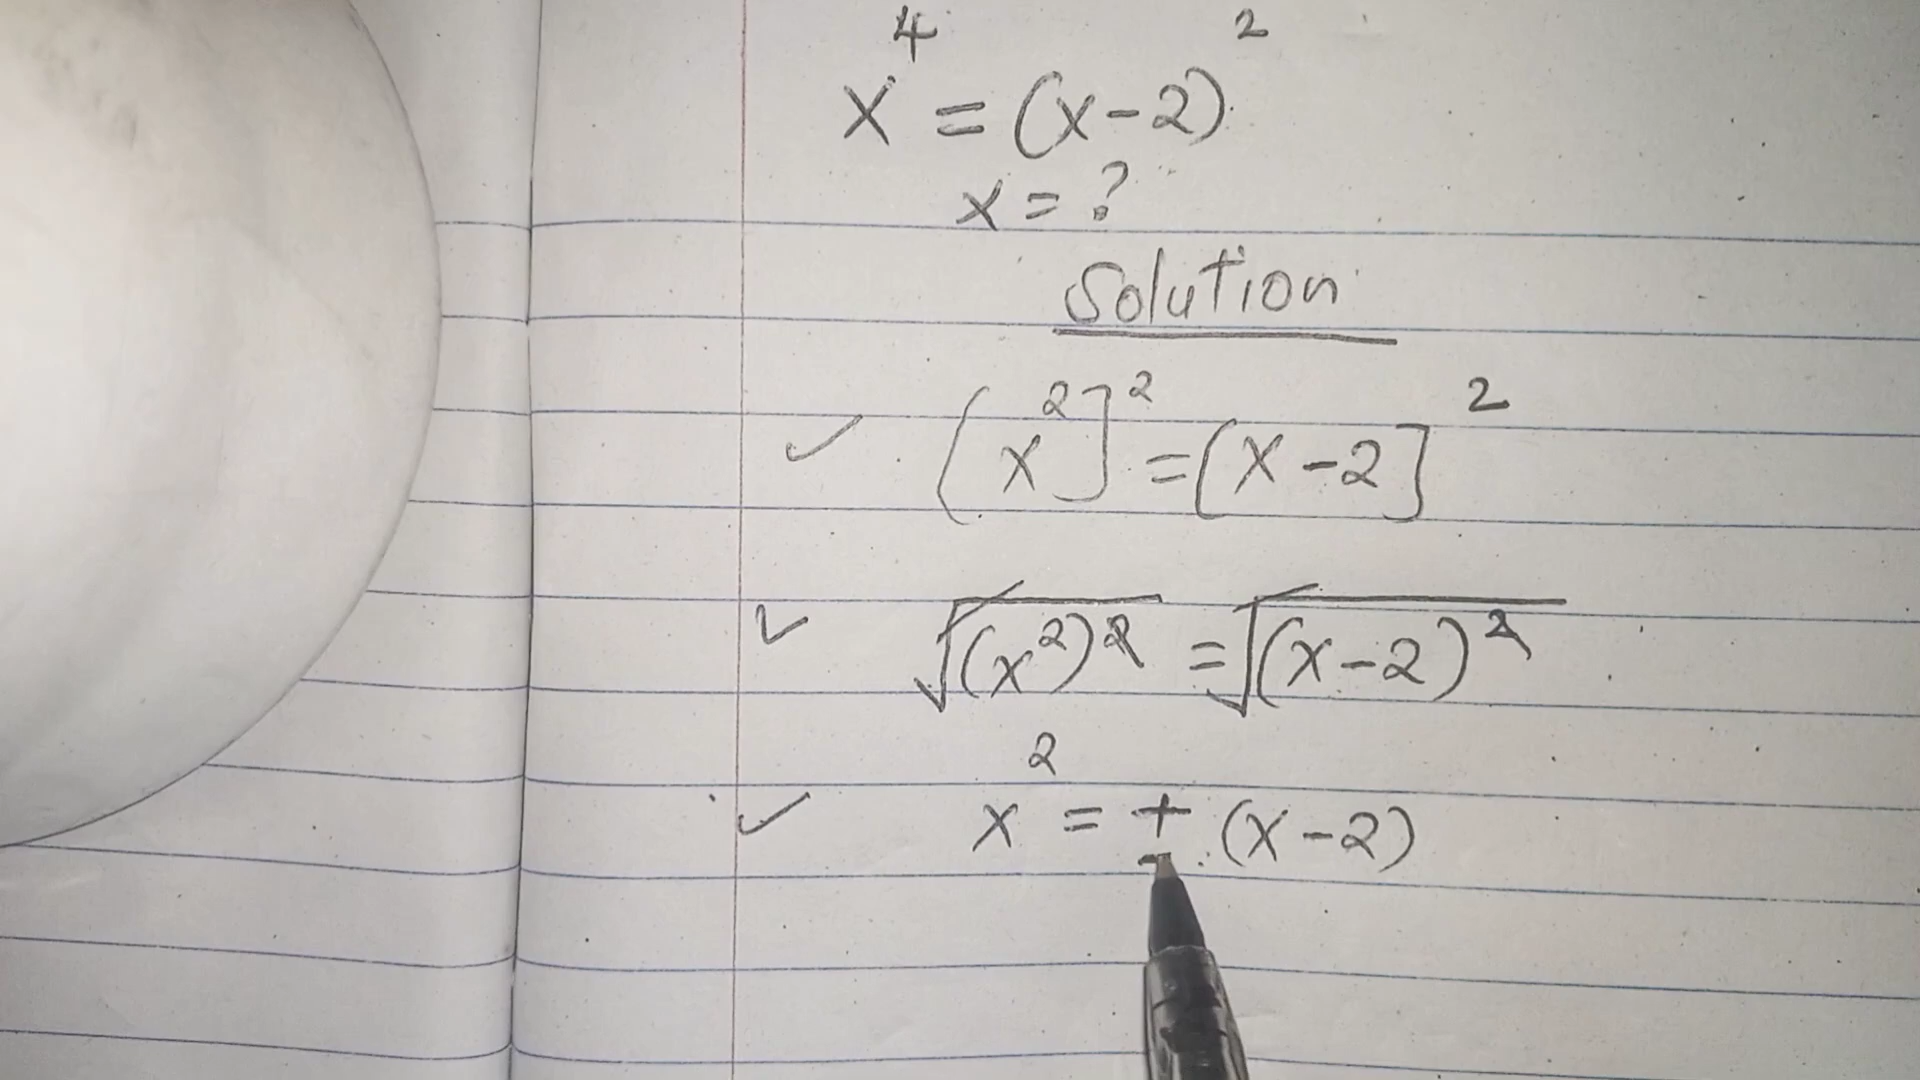 x⁴ = (x-2)²
x = ?
Solution
[x²]² = [x-2]²
√(x²)² = √(x-2)²
x² = ± (x-2)